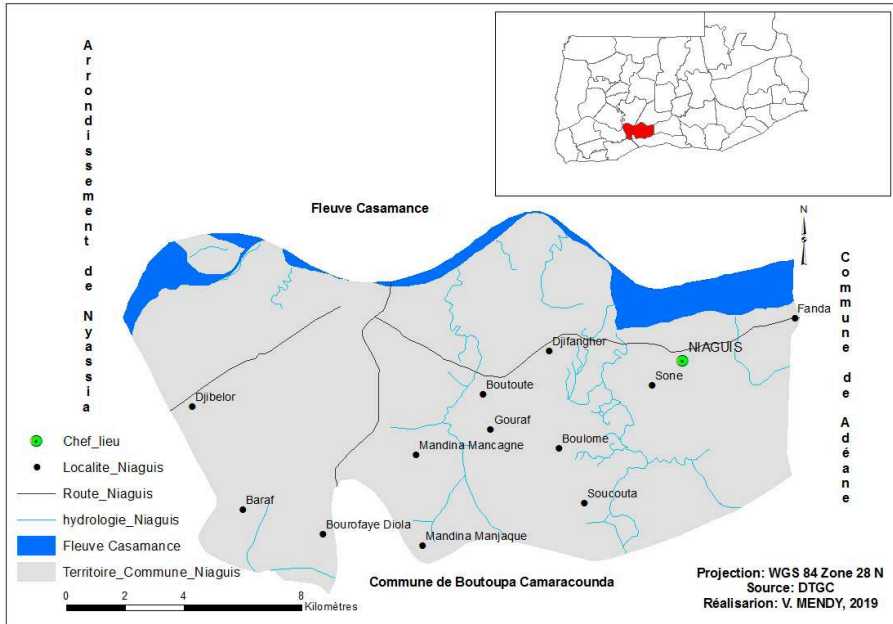 Arrondissement de Nyassia
Fleuve Casamance
N
Commune de Adéane
Fanda
Djifanghor
NIAGUIS
Sone
Boutoute
Djibelor
Gouraf
Boulome
Mandina Mancagne
Soucouta
Baraf
Bourofaye Diola
Mandina Manjaque
Commune de Boutoupa Camaracounda
Chef_lieu
Localite_Niaguis
Route_Niaguis
hydrologie_Niaguis
Fleuve Casamance
Territoire_Commune_Niaguis
0 2 4 8
Kilomètres
Projection: WGS 84 Zone 28 N
Source: DTGC
Réalisarion: V. MENDY, 2019